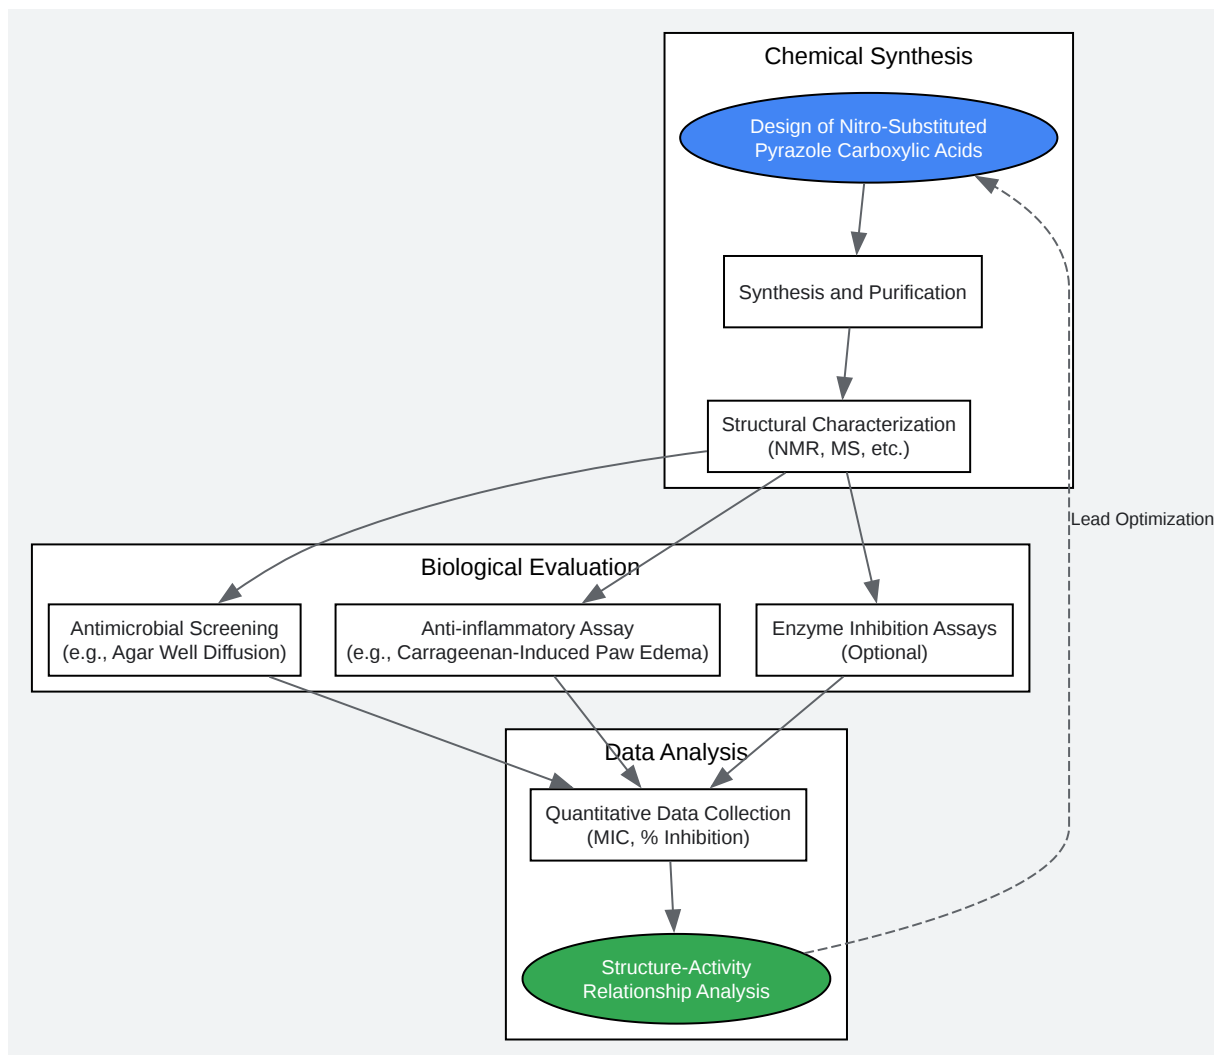 Chemical Synthesis
Design of Nitro-Substituted
Pyrazole Carboxylic Acids
Synthesis and Purification
Structural Characterization
(NMR, MS, etc.)
Lead Optimization
Biological Evaluation
Antimicrobial Screening
(e.g., Agar Well Diffusion)
Anti-inflammatory Assay
(e.g., Carrageenan-Induced Paw Edema)
Enzyme Inhibition Assays
(Optional)
Data Analysis
Quantitative Data Collection
(MIC, % Inhibition)
Structure-Activity
Relationship Analysis